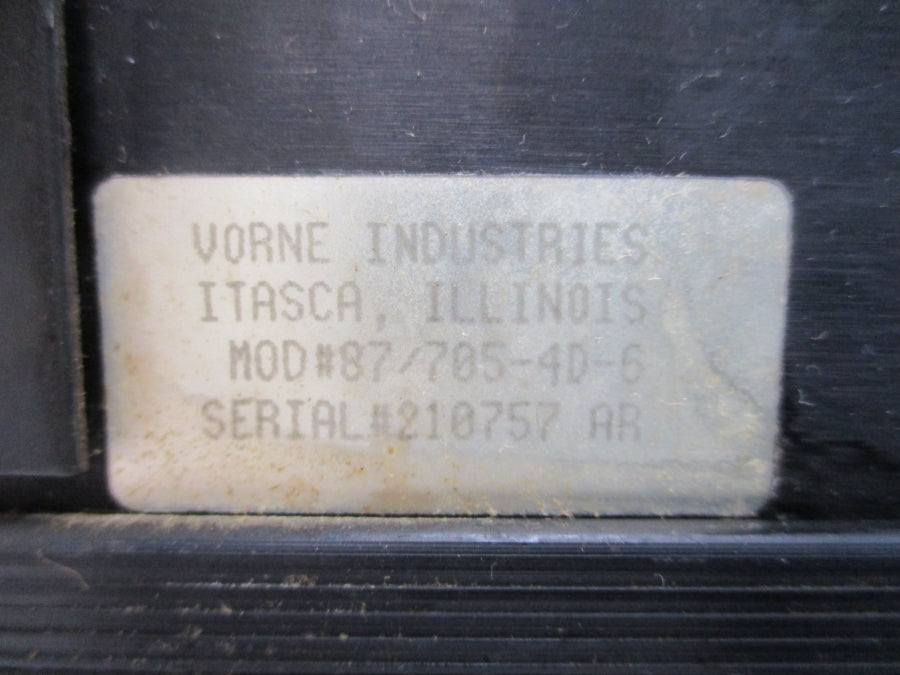 VORNE INDUSTRIES
ITASCA, ILLINOIS
MOD#87/705-4D-6
SERIAL#210757 AR